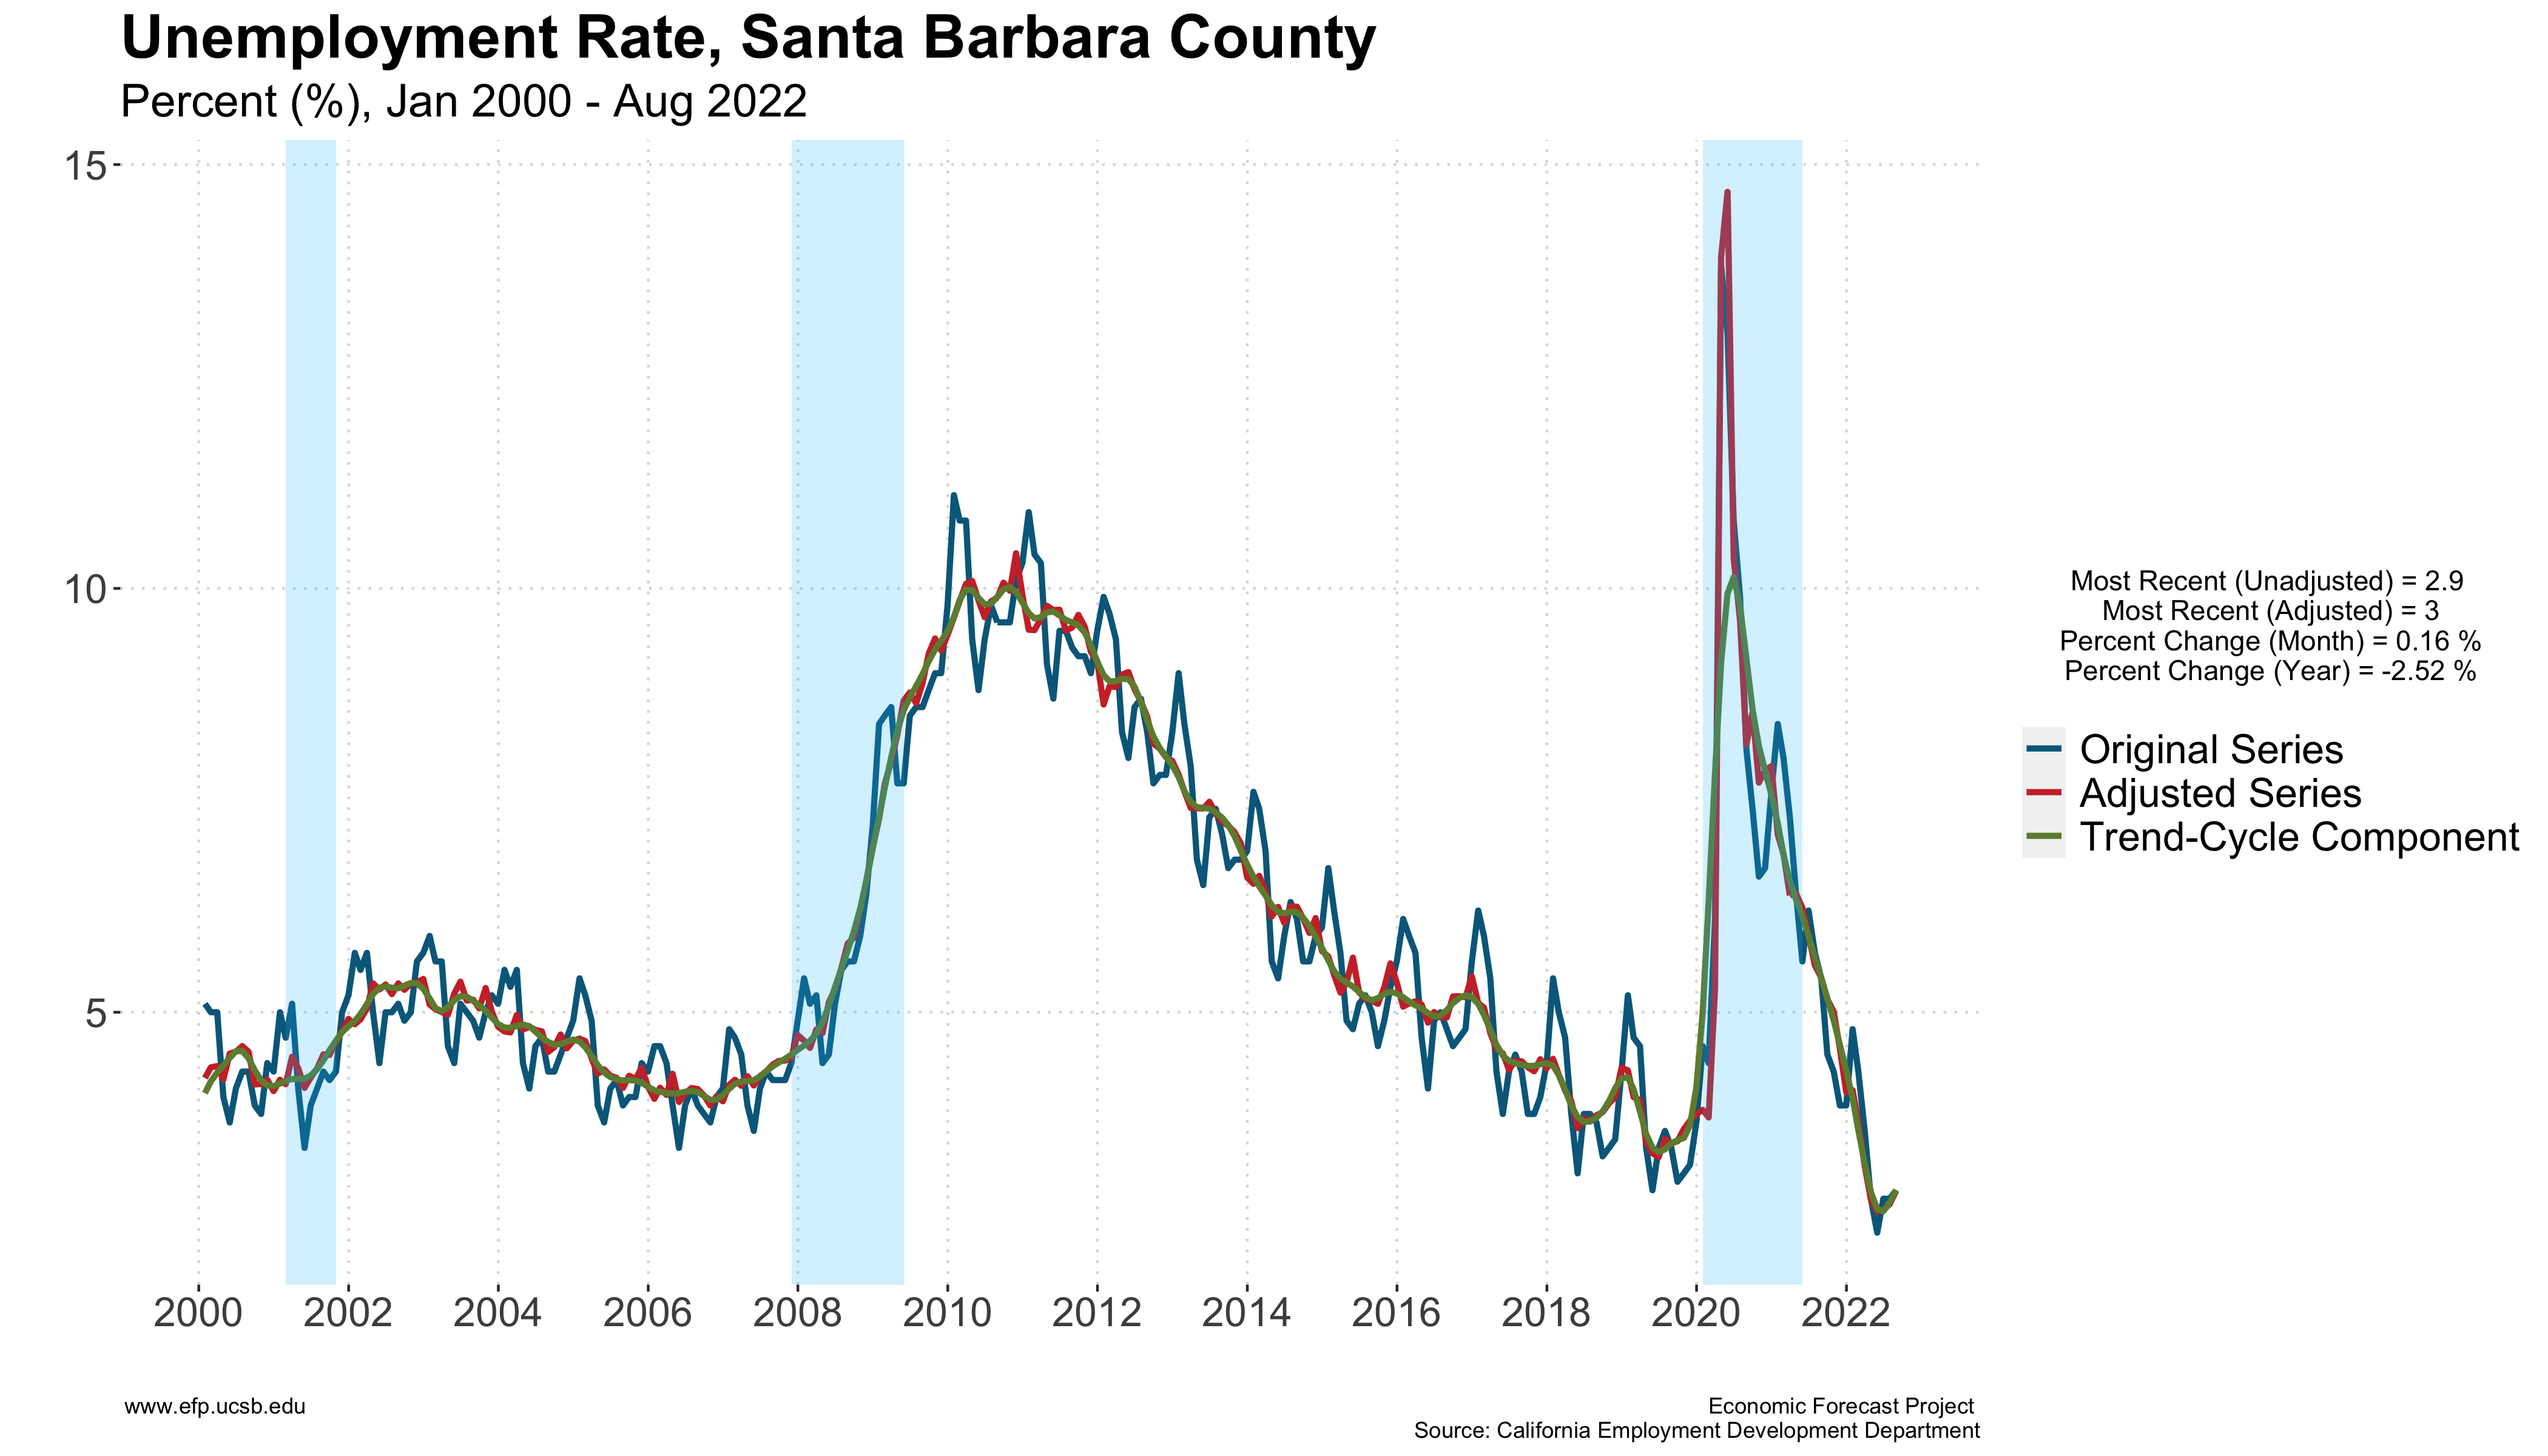 Unemployment Rate, Santa Barbara County
Percent (%), Jan 2000 - Aug 2022
15
10
5
2000 2002 2004 2006 2008 2010 2012 2014 2016 2018 2020 2022
Most Recent (Unadjusted) = 2.9
Most Recent (Adjusted) = 3
Percent Change (Month) = 0.16 %
Percent Change (Year) = -2.52 %
Original Series
Adjusted Series
Trend-Cycle Component
www.efp.ucsb.edu
Economic Forecast Project
Source: California Employment Development Department